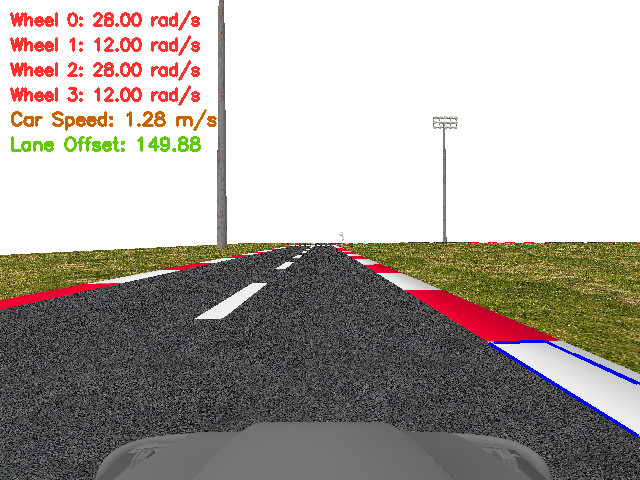 Wheel 0: 28.00 rad/s
Wheel 1: 12.00 rad/s
Wheel 2: 28.00 rad/s
Wheel 3: 12.00 rad/s
Car Speed: 1.28 m/s
Lane Offset: 149.88